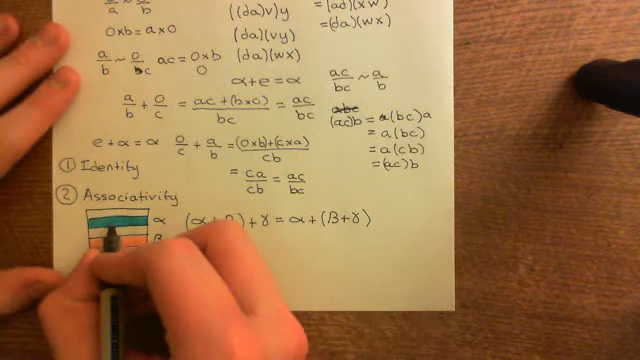 a b
0×b = a×0
a/b ~ 0/bc ac = 0×b
0
((da)v)y
(da)(vy)
(da)(wx)
= (ad)(xw)
= (da)(wx)
α+e = α
ac/bc ~ a/b
a/b + 0/c = ac+(b×0)/bc = ac/bc
(ac)b = (bc)a
= a(bc)
= a(cb)
= (ac)b
e+α = α 0/c + a/b = (0×b)+(c×a)/cb
= ca/cb = ac/bc
① Identity
② Associativity
α (α+ )+γ = α+(β+γ)
β